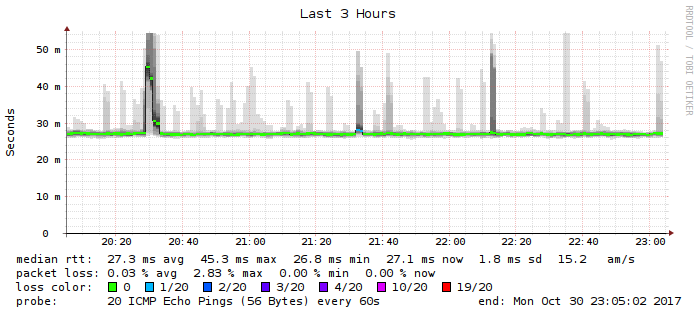 Last 3 Hours
RRDTOOL / TOBI OETIKER
Seconds
50 m
40 m
30 m
20 m
10 m
0
20:20 20:40 21:00 21:20 21:40 22:00 22:20 22:40 23:00
median rtt: 27.3 ms avg 45.3 ms max 26.8 ms min 27.1 ms now 1.8 ms sd 15.2 am/s
packet loss: 0.03 % avg 2.83 % max 0.00 % min 0.00 % now
loss color: 0 1/20 2/20 3/20 4/20 10/20 19/20
probe: 20 ICMP Echo Pings (56 Bytes) every 60s end: Mon Oct 30 23:05:02 2017